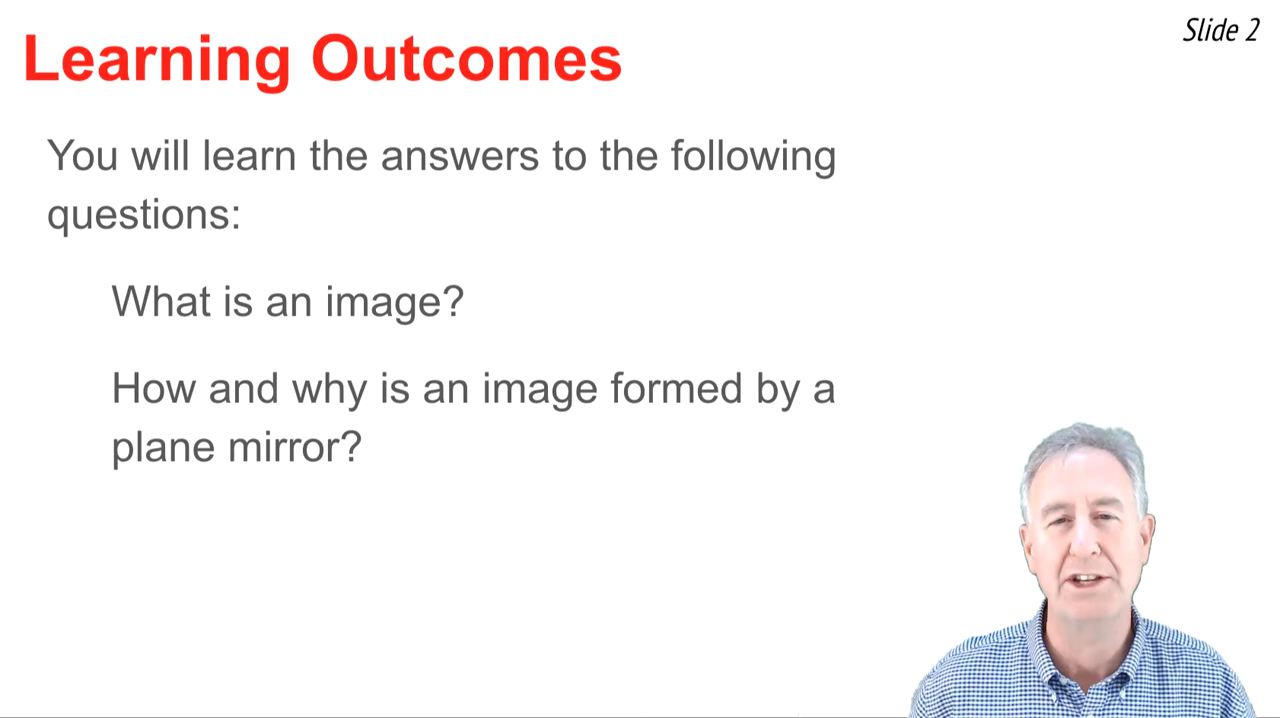 Slide 2
Learning Outcomes
You will learn the answers to the following
questions:
What is an image?
How and why is an image formed by a
plane mirror?